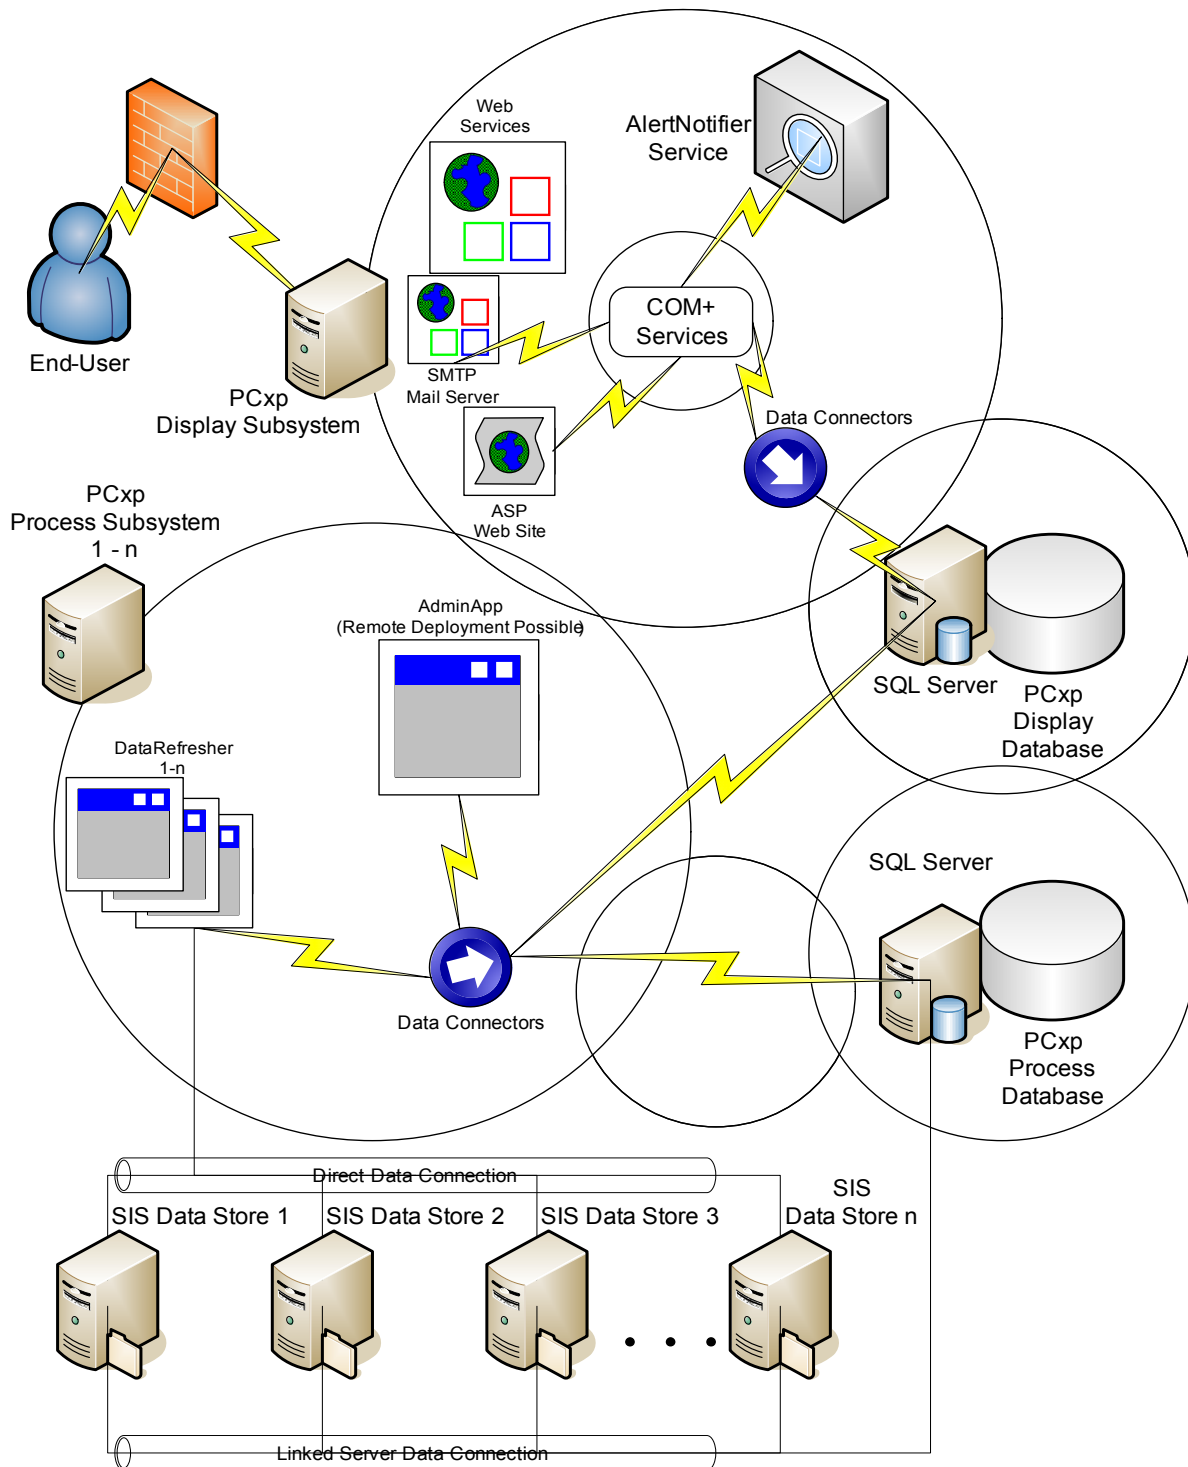 Web
Services
AlertNotifier
Service
COM+
Services
End-User
SMTP
Mail Server
PCxp
Display Subsystem
Data Connectors
PCxp
Process Subsystem
1 - n
ASP
Web Site
AdminApp
(Remote Deployment Possible)
SQL Server
PCxp
Display
Database
DataRefresher
1-n
SQL Server
Data Connectors
PCxp
Process
Database
Direct Data Connection
SIS Data Store 1
SIS Data Store 2
SIS Data Store 3
SIS
Data Store n
Linked Server Data Connection